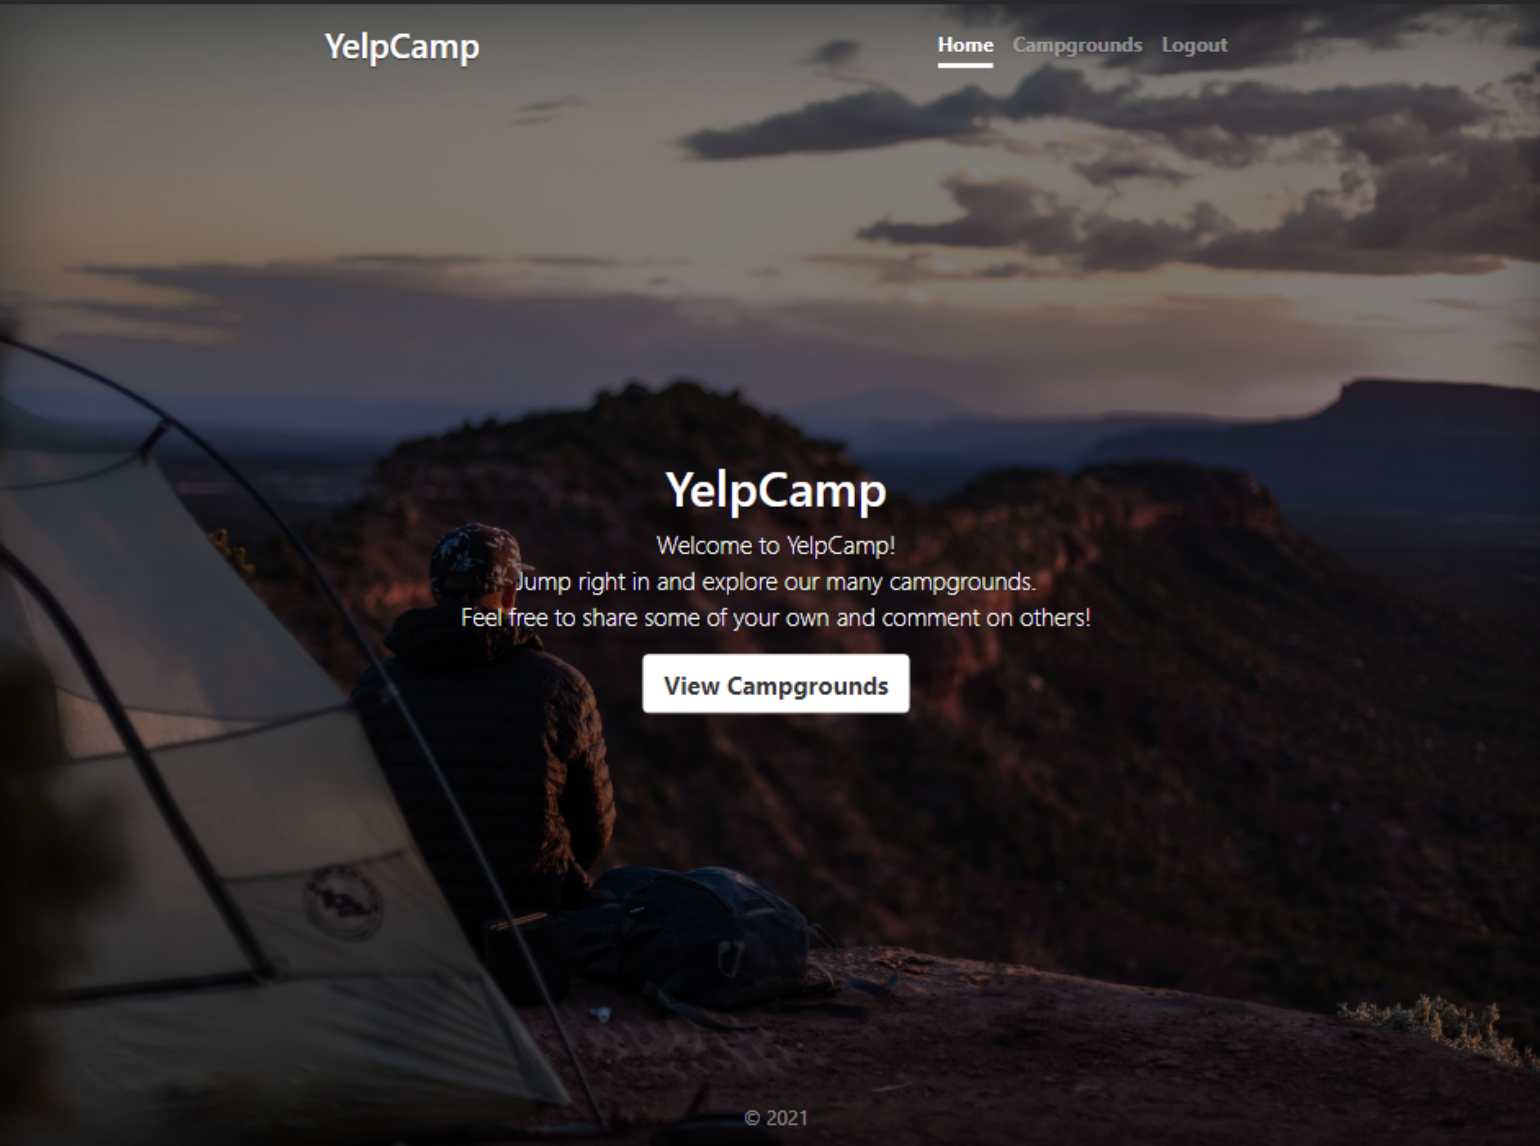 YelpCamp
Home Campgrounds Logout
YelpCamp
Welcome to YelpCamp!
Jump right in and explore our many campgrounds.
Feel free to share some of your own and comment on others!
View Campgrounds
© 2021